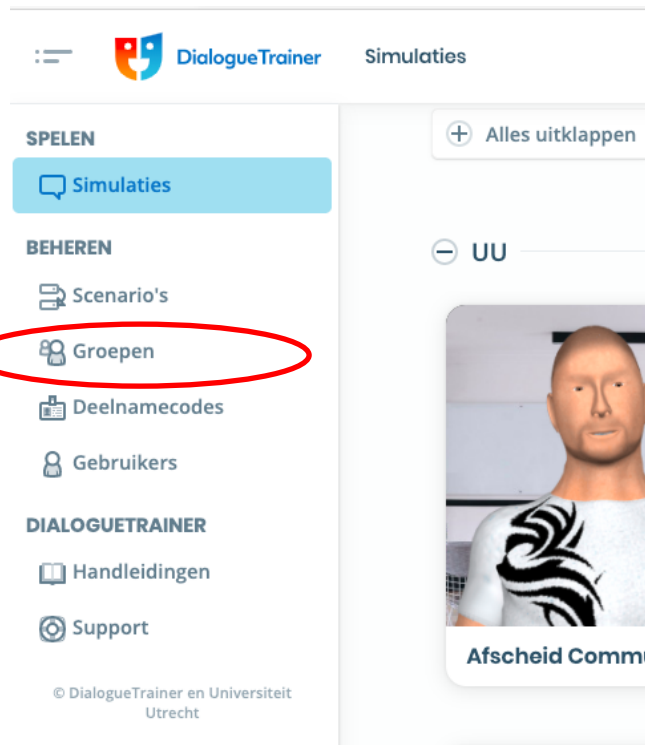 DialogueTrainer
Simulaties
SPELEN
Simulaties
BEHEREN
Scenario's
Groepen
Deelnamecodes
Gebruikers
DIALOGUETRAINER
Handleidingen
Support
© DialogueTrainer en Universiteit
Utrecht
Alles uitklappen
UU
Afscheid